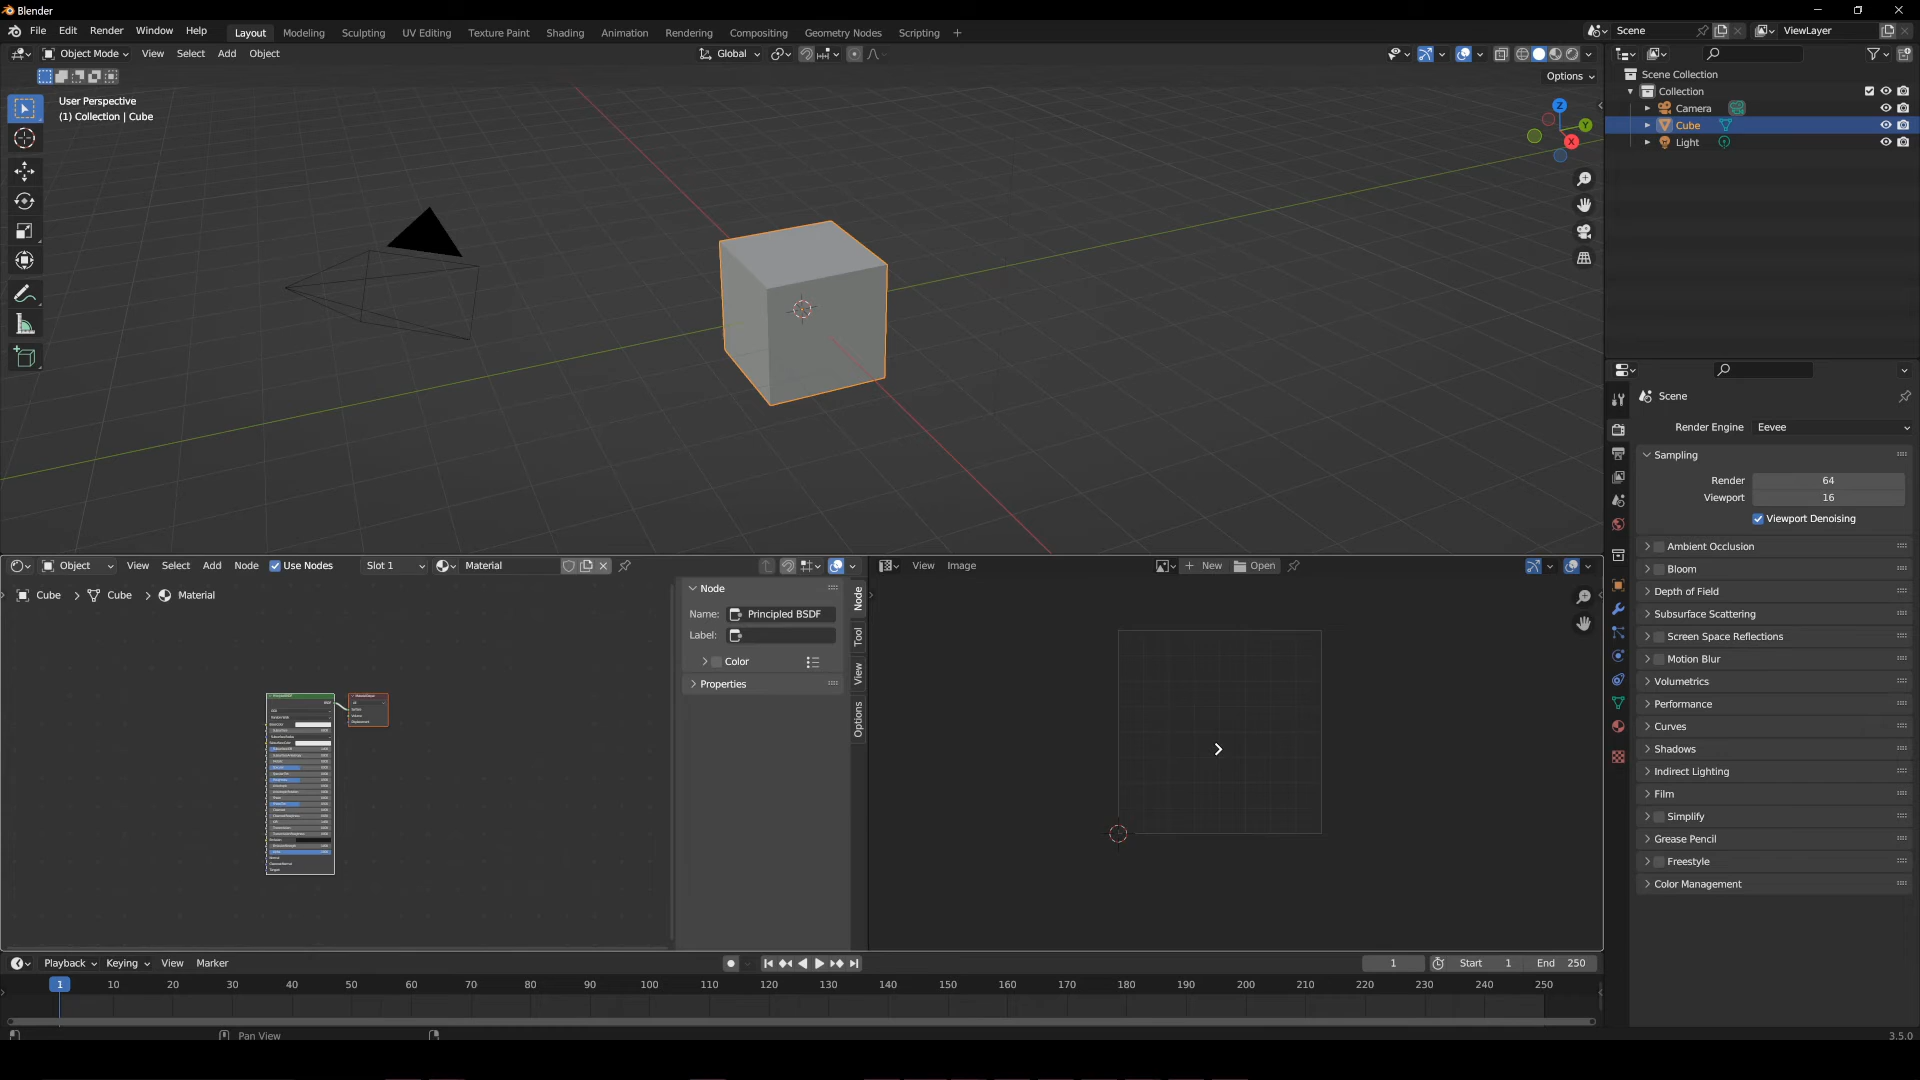 Blender
File Edit Render Window Help Layout Modeling Sculpting UV Editing Texture Paint Shading Animation Rendering Compositing Geometry Nodes Scripting + Scene ViewLayer
Object Mode View Select Add Object Global
Options
User Perspective
(1) Collection | Cube
Z
Y
X
Scene Collection
Collection
Camera
Cube
Light
Scene
Render Engine Eevee
Sampling
Render 64
Viewport 16
Viewport Denoising
Ambient Occlusion
Bloom
Depth of Field
Subsurface Scattering
Screen Space Reflections
Motion Blur
Volumetrics
Performance
Curves
Shadows
Indirect Lighting
Film
Simplify
Grease Pencil
Freestyle
Color Management
Object View Select Add Node Use Nodes Slot 1 Material
Cube > Cube > Material
Node
Name: Principled BSDF
Label:
Color
Properties
Node
Tool
View
Options
View Image New Open
Playback Keying View Marker 1 Start 1 End 250
1 10 20 30 40 50 60 70 80 90 100 110 120 130 140 150 160 170 180 190 200 210 220 230 240 250
Pan View 3.5.0